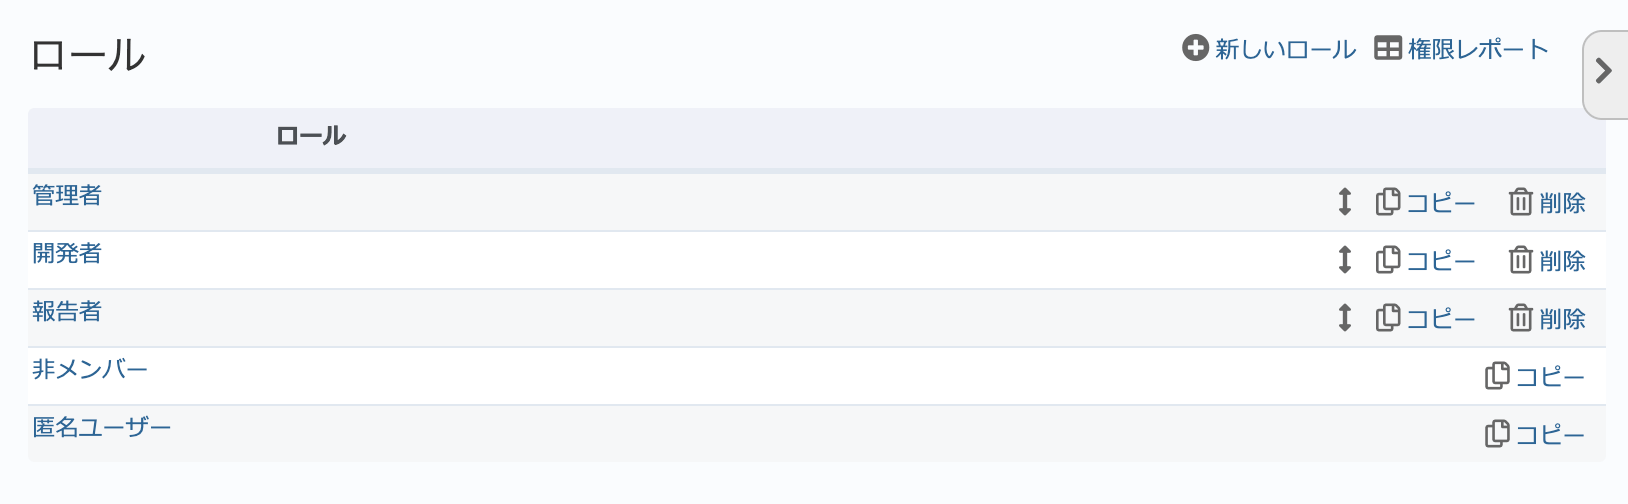 ロール
新しいロール 権限レポート
ロール
管理者 コピー 削除
開発者 コピー 削除
報告者 コピー 削除
非メンバー コピー
匿名ユーザー コピー